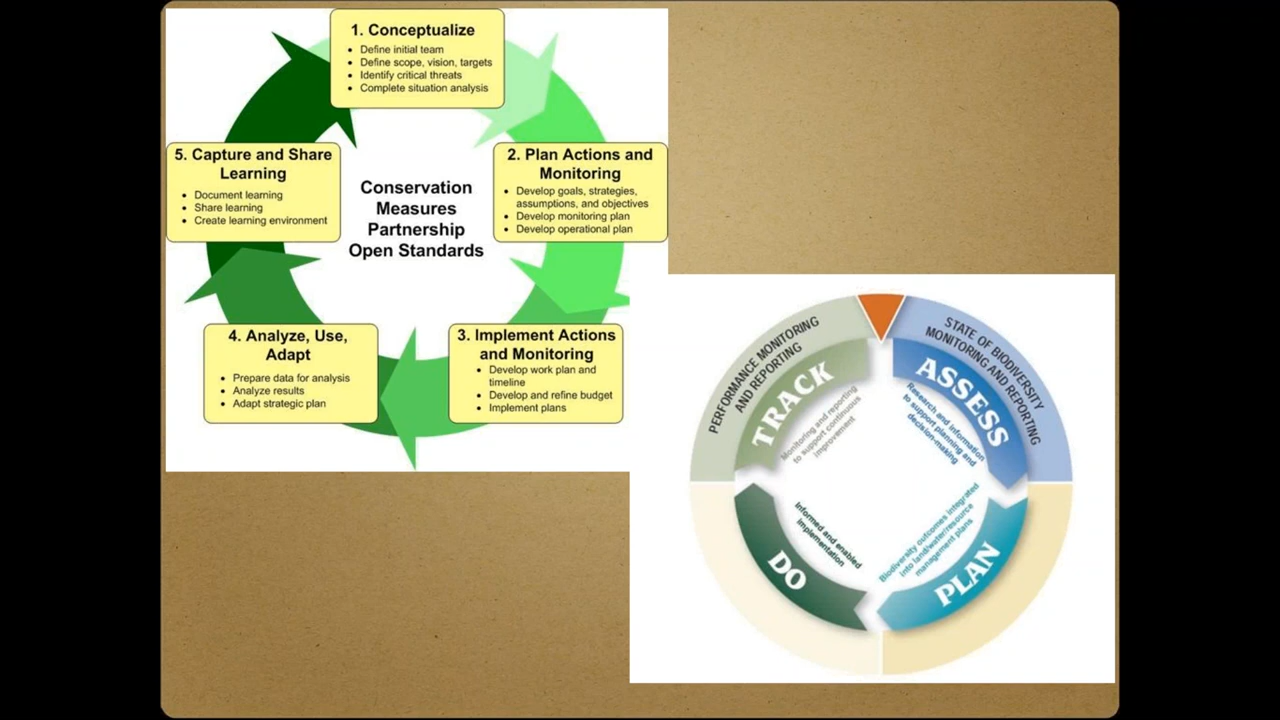 1. Conceptualize
• Define initial team
• Define scope, vision, targets
• Identify critical threats
• Complete situation analysis
2. Plan Actions and
Monitoring
• Develop goals, strategies,
assumptions, and objectives
• Develop monitoring plan
• Develop operational plan
3. Implement Actions
and Monitoring
• Develop work plan and
timeline
• Develop and refine budget
• Implement plans
4. Analyze, Use,
Adapt
• Prepare data for analysis
• Analyze results
• Adapt strategic plan
5. Capture and Share
Learning
• Document learning
• Share learning
• Create learning environment
Conservation
Measures
Partnership
Open Standards
STATE OF BIODIVERSITY
MONITORING AND REPORTING
ASSESS
Research and information
to support planning and
decision-making
PLAN
Biodiversity outcomes integrated
into land/water/resource
management plans
DO
Informed and enabled
implementation
PERFORMANCE MONITORING
AND REPORTING
TRACK
Monitoring and reporting
to support continuous
improvement